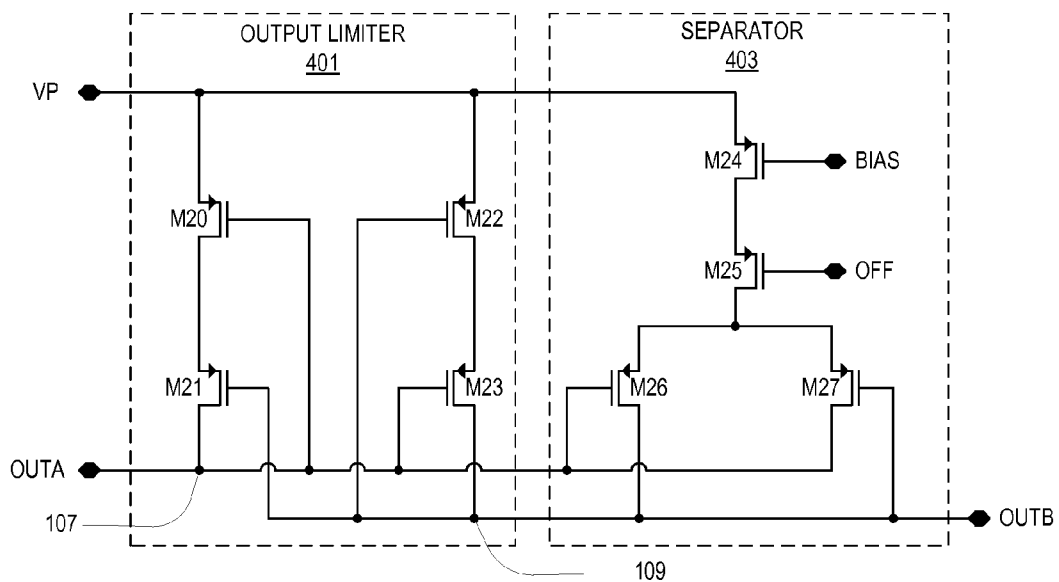 OUTPUT LIMITER
401
SEPARATOR
403
VP
M24
BIAS
M20
M22
M25
OFF
M21
M23
M26
M27
OUTA
107
OUTB
109